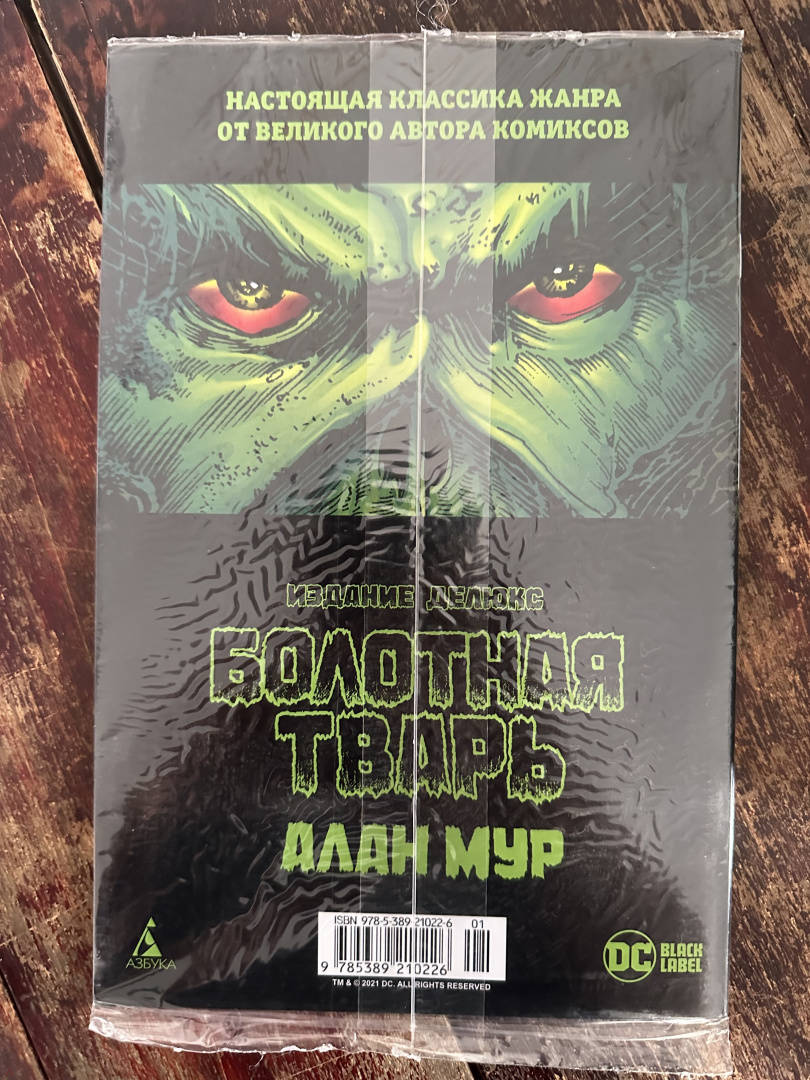 НАСТОЯЩАЯ КЛАССИКА ЖАНРА
ОТ ВЕЛИКОГО АВТОРА КОМИКСОВ
ИЗДАНИЕ ДЕЛЮКС
БОЛОТНАЯ
ТВАРЬ
АЛАН МУР
ISBN 978-5-389-21022-6 01
9 785389 210226
TM & © 2021 DC. ALL RIGHTS RESERVED
АЗБУКА
DC BLACK
LABEL